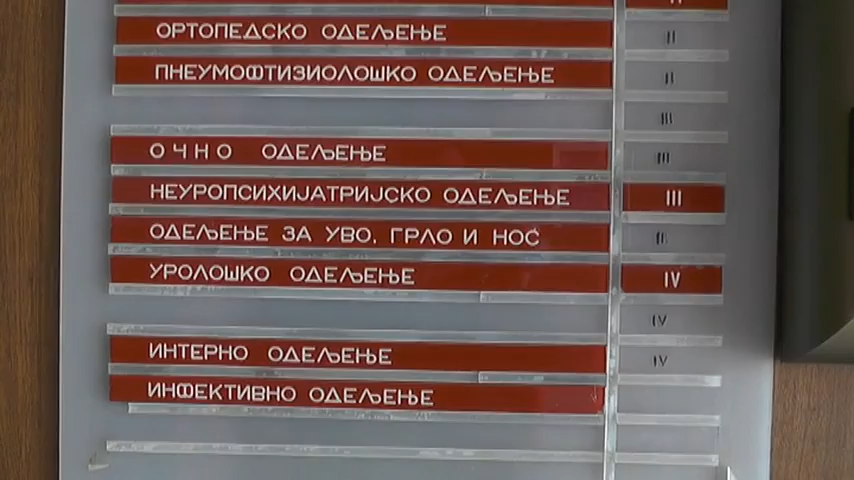 ОРТОПЕДСКО ОДЕЉЕЊЕ II
ПНЕУМОФТИЗИОЛОШКО ОДЕЉЕЊЕ II
III
ОЧНО ОДЕЉЕЊЕ III
НЕУРОПСИХИЈАТРИЈСКО ОДЕЉЕЊЕ III
ОДЕЉЕЊЕ ЗА УВО, ГРЛО И НОС
УРОЛОШКО ОДЕЉЕЊЕ IV
IV
ИНТЕРНО ОДЕЉЕЊЕ IV
ИНФЕКТИВНО ОДЕЉЕЊЕ